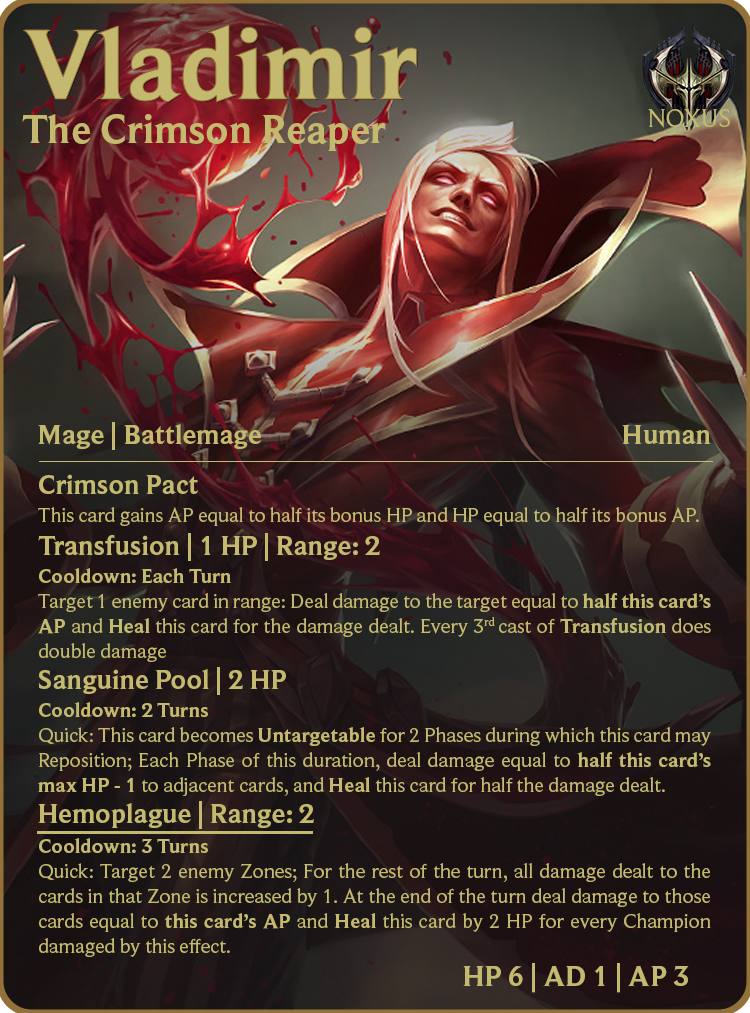 Vladimir
NOXUS
The Crimson Reaper
Mage | Battlemage
Human
Crimson Pact
This card gains AP equal to half its bonus HP and HP equal to half its bonus AP.
Transfusion | 1 HP | Range: 2
Cooldown: Each Turn
Target 1 enemy card in range: Deal damage to the target equal to half this card's
AP and Heal this card for the damage dealt. Every 3rd cast of Transfusion does
double damage
Sanguine Pool | 2 HP
Cooldown: 2 Turns
Quick: This card becomes Untargetable for 2 Phases during which this card may
Reposition; Each Phase of this duration, deal damage equal to half this card's
max HP - 1 to adjacent cards, and Heal this card for half the damage dealt.
Hemoplague | Range: 2
Cooldown: 3 Turns
Quick: Target 2 enemy Zones; For the rest of the turn, all damage dealt to the
cards in that Zone is increased by 1. At the end of the turn deal damage to those
cards equal to this card's AP and Heal this card by 2 HP for every Champion
damaged by this effect.
HP 6 | AD 1 | AP 3